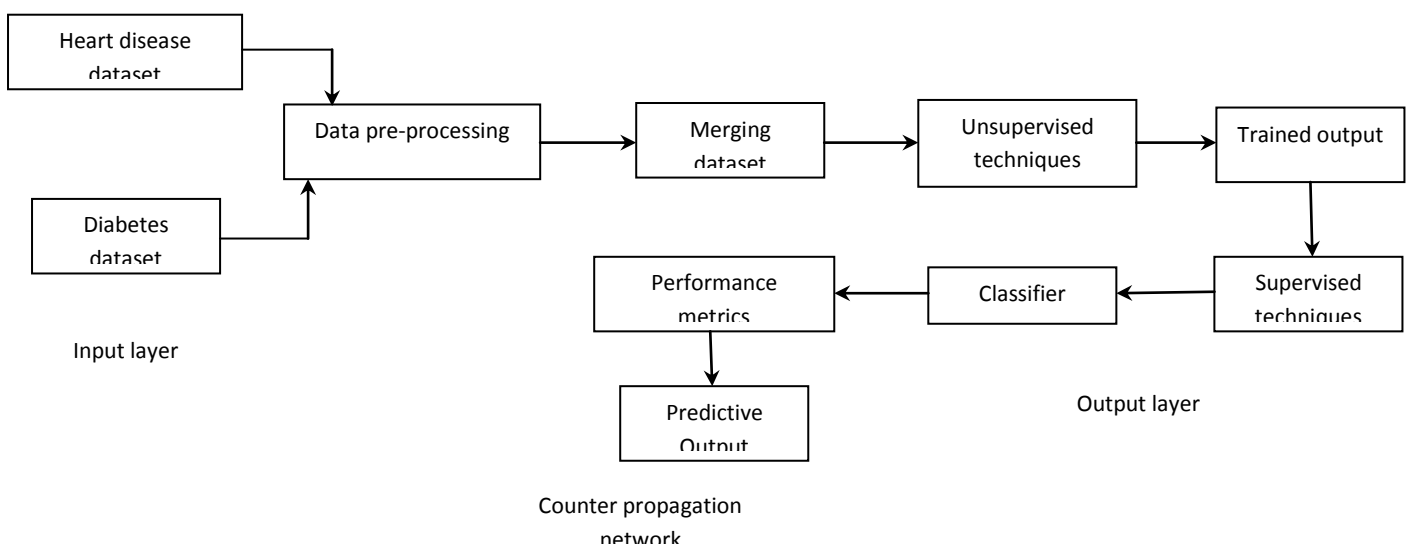 Heart disease
dataset
Data pre-processing
Merging
dataset
Unsupervised
techniques
Trained output
Diabetes
dataset
Performance
metrics
Classifier
Supervised
techniques
Input layer
Predictive
Output
Output layer
Counter propagation
network